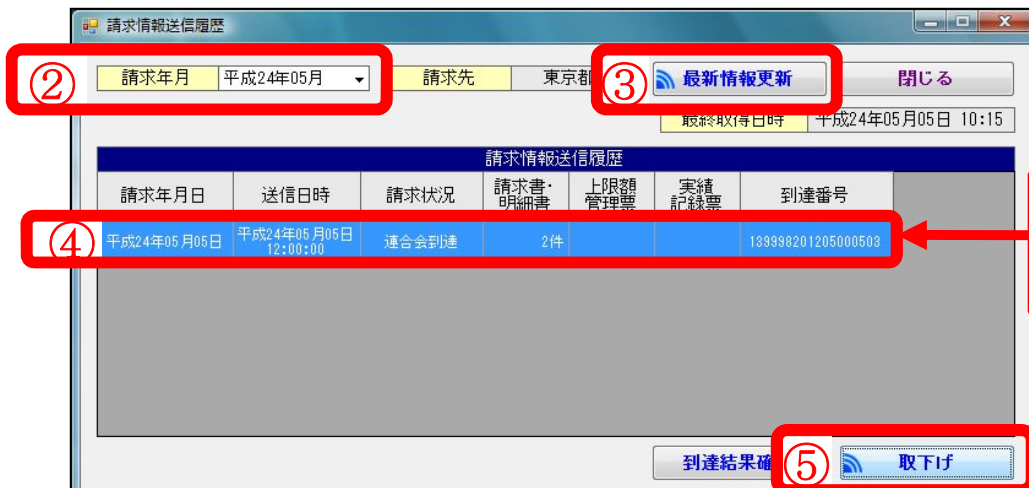 請求情報送信履歴
② 請求年月 平成24年05月 請求先 東京都 ③ 最新情報更新 閉じる
最終取得日時 平成24年05月05日 10:15
請求情報送信履歴
請求年月日 送信日時 請求状況 請求書・明細書 上限額管理票 実績記録票 到達番号
④ 平成24年05月05日 平成24年05月05日 12:00:00 連合会到達 2件 139998201205000503
到達結果確 ⑤ 取下げ